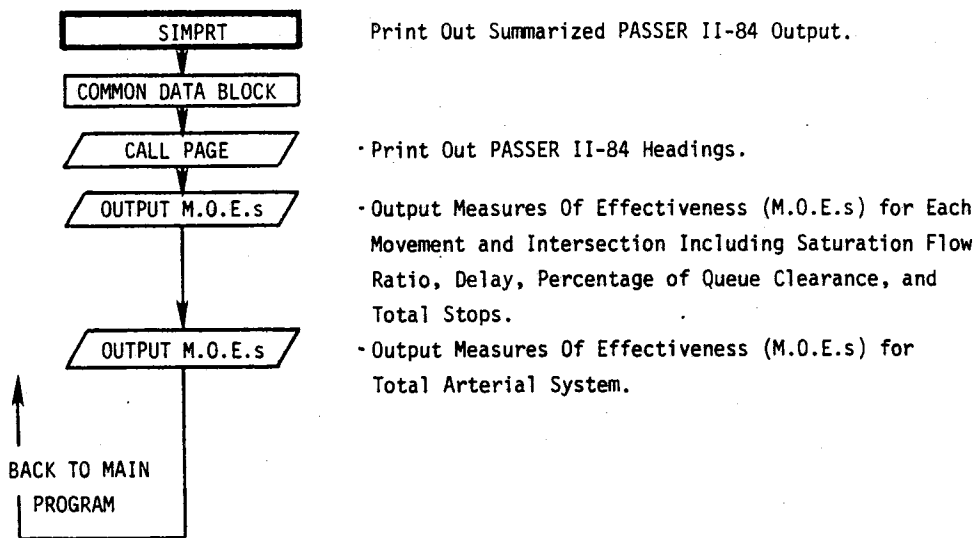 SIMPRT
Print Out Summarized PASSER II-84 Output.
COMMON DATA BLOCK
CALL PAGE
- Print Out PASSER II-84 Headings.
OUTPUT M.O.E.s
- Output Measures Of Effectiveness (M.O.E.s) for Each
Movement and Intersection Including Saturation Flow
Ratio, Delay, Percentage of Queue Clearance, and
Total Stops.
OUTPUT M.O.E.s
- Output Measures Of Effectiveness (M.O.E.s) for
Total Arterial System.
BACK TO MAIN
PROGRAM